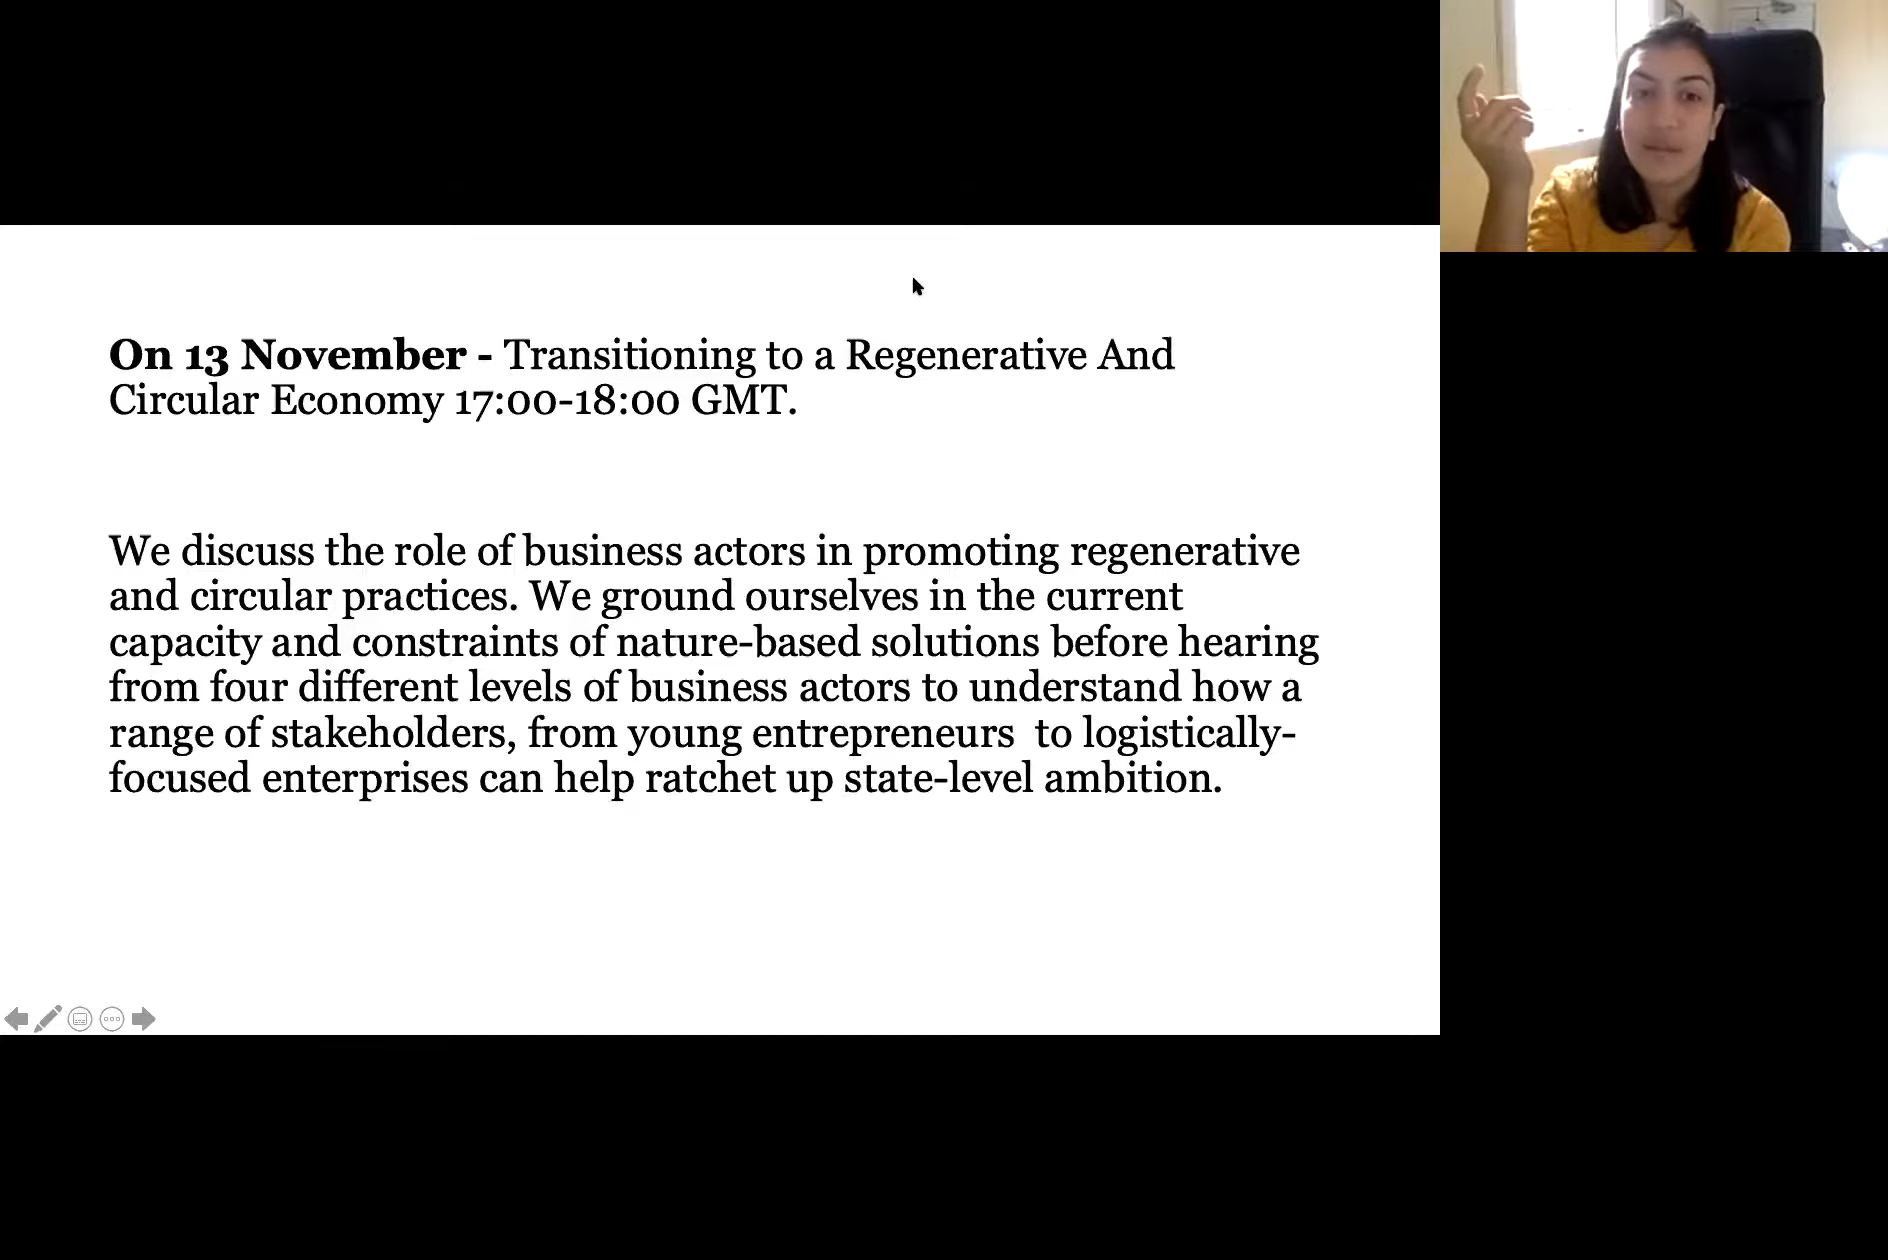 On 13 November - Transitioning to a Regenerative And
Circular Economy 17:00-18:00 GMT.
We discuss the role of business actors in promoting regenerative
and circular practices. We ground ourselves in the current
capacity and constraints of nature-based solutions before hearing
from four different levels of business actors to understand how a
range of stakeholders, from young entrepreneurs  to logistically-
focused enterprises can help ratchet up state-level ambition.